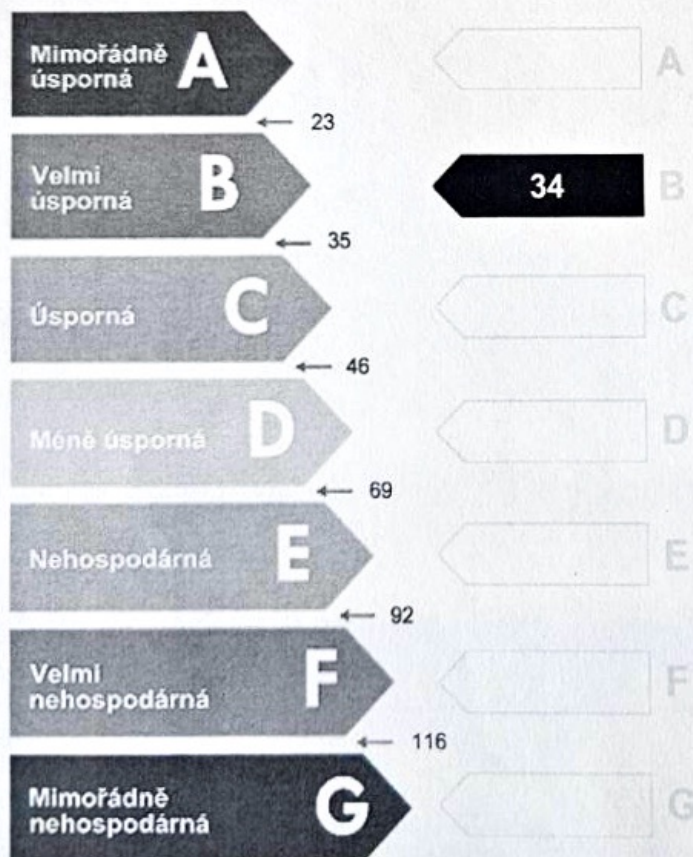 Mimořádně
úsporná
A
A
23
Velmi
úsporná
B
34
B
35
Úsporná
C
C
46
Méně úsporná
D
D
69
Nehospodárná
E
E
92
Velmi
nehospodárná
F
F
116
Mimořádně
nehospodárná
G
G